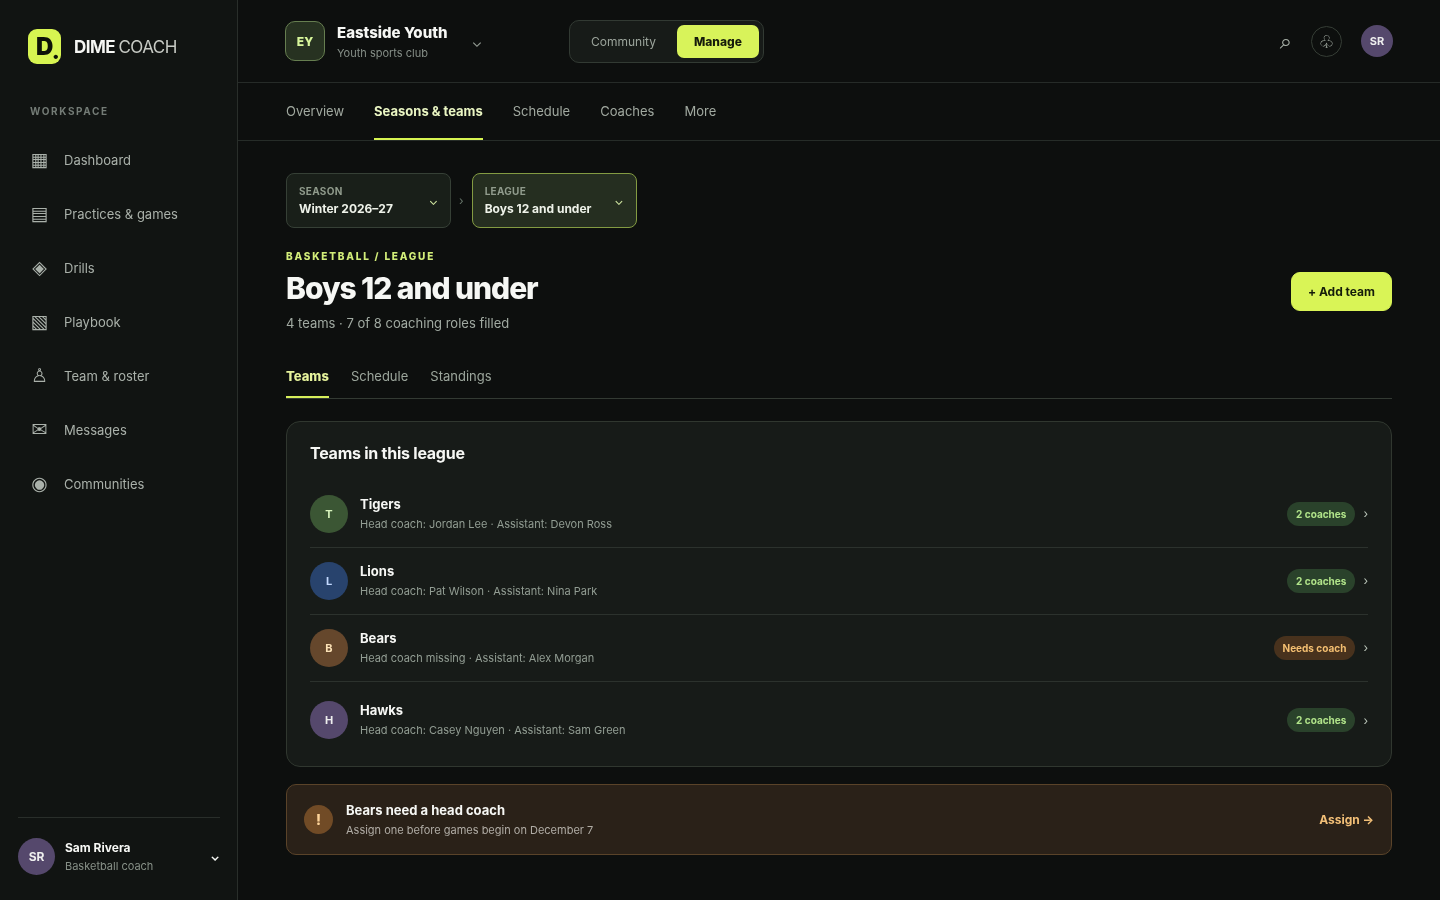 D. DIME COACH
WORKSPACE
Dashboard
Practices & games
Drills
Playbook
Team & roster
Messages
Communities
SR
Sam Rivera
Basketball coach
EY
Eastside Youth
Youth sports club
Community
Manage
SR
Overview
Seasons & teams
Schedule
Coaches
More
SEASON
Winter 2026–27
›
LEAGUE
Boys 12 and under
BASKETBALL / LEAGUE
Boys 12 and under
4 teams · 7 of 8 coaching roles filled
+ Add team
Teams
Schedule
Standings
Teams in this league
T
Tigers
Head coach: Jordan Lee · Assistant: Devon Ross
2 coaches ›
L
Lions
Head coach: Pat Wilson · Assistant: Nina Park
2 coaches ›
B
Bears
Head coach missing · Assistant: Alex Morgan
Needs coach ›
H
Hawks
Head coach: Casey Nguyen · Assistant: Sam Green
2 coaches ›
!
Bears need a head coach
Assign one before games begin on December 7
Assign →